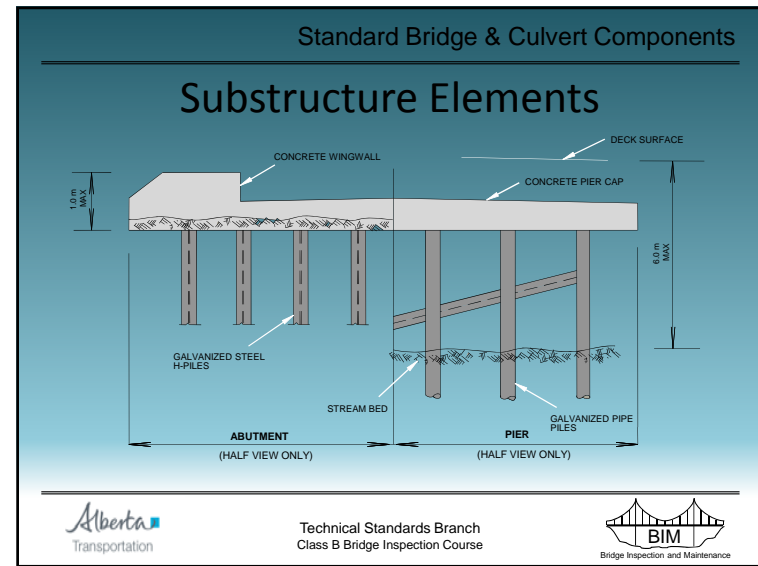 Standard Bridge & Culvert Components
Substructure Elements
DECK SURFACE
CONCRETE WINGWALL
CONCRETE PIER CAP
1.0 m
MAX
6.0 m
MAX
GALVANIZED STEEL
H-PILES
STREAM BED
GALVANIZED PIPE
PILES
ABUTMENT
(HALF VIEW ONLY)
PIER
(HALF VIEW ONLY)
Alberta
Transportation
Technical Standards Branch
Class B Bridge Inspection Course
BIM
Bridge Inspection and Maintenance